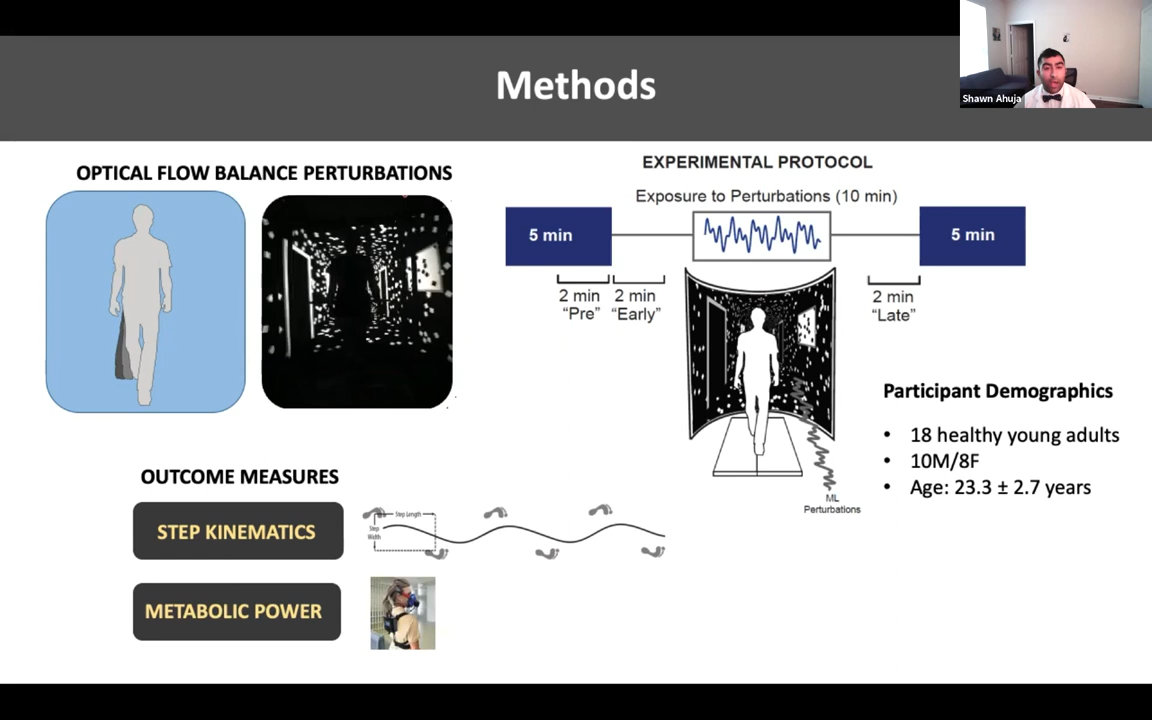 Methods
Shawn Ahuja
OPTICAL FLOW BALANCE PERTURBATIONS
EXPERIMENTAL PROTOCOL
Exposure to Perturbations (10 min)
5 min
5 min
2 min
“Pre”
2 min
“Early”
2 min
“Late”
ML
Perturbations
Participant Demographics
• 18 healthy young adults
• 10M/8F
• Age: 23.3 ± 2.7 years
OUTCOME MEASURES
STEP KINEMATICS
Step Length
Step
Width
METABOLIC POWER